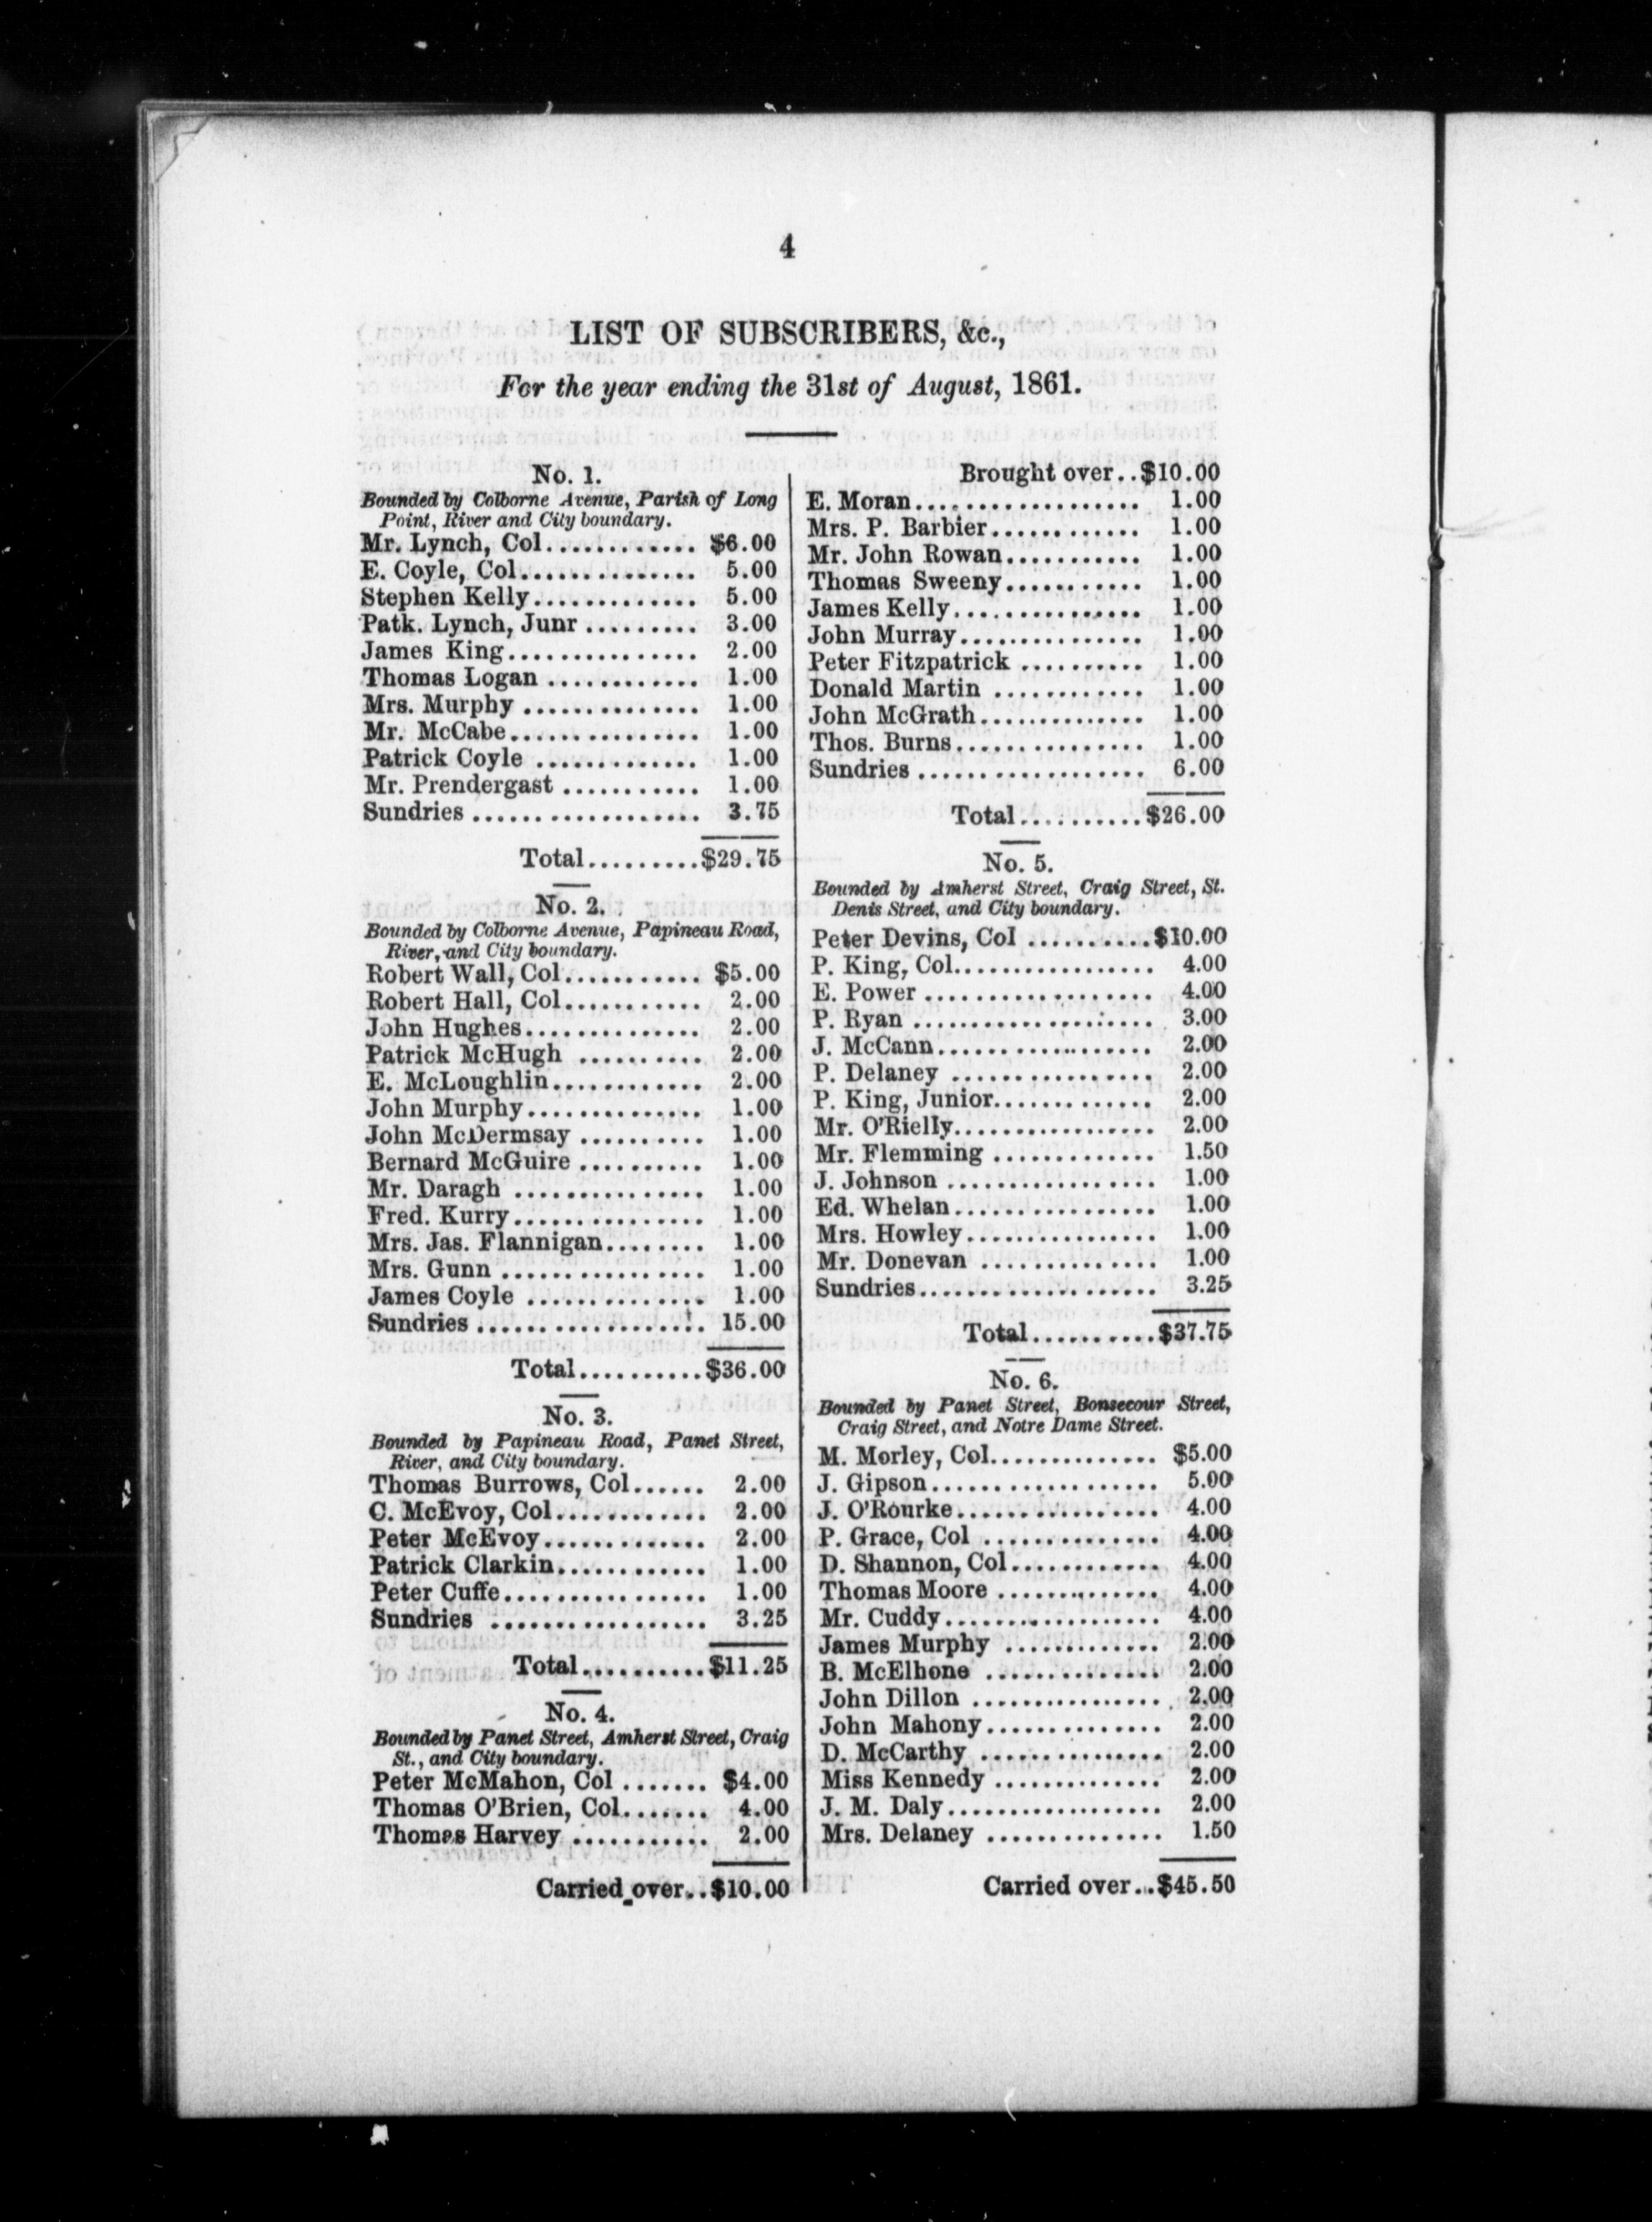 4
LIST OF SUBSCRIBERS, &c.,
For the year ending the 31st of August, 1861.
No. 1.
Bounded by Colborne Avenue, Parish of Long
Point, River and City boundary.
Mr. Lynch, Col............ $6.00
E. Coyle, Col.............. 5.00
Stephen Kelly............. 5.00
Patk. Lynch, Junr ......... 3.00
James King............... 2.00
Thomas Logan ............ 1.00
Mrs. Murphy .............. 1.00
Mr. McCabe............... 1.00
Patrick Coyle ............. 1.00
Mr. Prendergast ........... 1.00
Sundries ................... 3.75
Total.........$29.75
No. 2.
Bounded by Colborne Avenue, Papineau Road,
River, and City boundary.
Robert Wall, Col........... $5.00
Robert Hall, Col........... 2.00
John Hughes.............. 2.00
Patrick McHugh .......... 2.00
E. McLoughlin............ 2.00
John Murphy.............. 1.00
John McDermsay .......... 1.00
Bernard McGuire .......... 1.00
Mr. Daragh ............... 1.00
Fred. Kurry............... 1.00
Mrs. Jas. Flannigan........ 1.00
Mrs. Gunn ................ 1.00
James Coyle .............. 1.00
Sundries .................. 15.00
Total..........$36.00
No. 3.
Bounded by Papineau Road, Panet Street,
River, and City boundary.
Thomas Burrows, Col...... 2.00
C. McEvoy, Col............ 2.00
Peter McEvoy............. 2.00
Patrick Clarkin............ 1.00
Peter Cuffe................ 1.00
Sundries ................. 3.25
Total..........$11.25
No. 4.
Bounded by Panet Street, Amherst Street, Craig
St., and City boundary.
Peter McMahon, Col ....... $4.00
Thomas O'Brien, Col....... 4.00
Thomas Harvey ........... 2.00
Carried over..$10.00
Brought over..$10.00
E. Moran.................. 1.00
Mrs. P. Barbier............ 1.00
Mr. John Rowan........... 1.00
Thomas Sweeny........... 1.00
James Kelly............... 1.00
John Murray............... 1.00
Peter Fitzpatrick .......... 1.00
Donald Martin ............ 1.00
John McGrath............. 1.00
Thos. Burns............... 1.00
Sundries .................. 6.00
Total..........$26.00
No. 5.
Bounded by Amherst Street, Craig Street, St.
Denis Street, and City boundary.
Peter Devins, Col ..........$10.00
P. King, Col................ 4.00
E. Power .................. 4.00
P. Ryan ................... 3.00
J. McCann................. 2.00
P. Delaney ................ 2.00
P. King, Junior............. 2.00
Mr. O'Rielly................ 2.00
Mr. Flemming ............. 1.50
J. Johnson ................. 1.00
Ed. Whelan................ 1.00
Mrs. Howley............... 1.00
Mr. Donevan .............. 1.00
Sundries................... 3.25
Total..........$37.75
No. 6.
Bounded by Panet Street, Bonsecour Street,
Craig Street, and Notre Dame Street.
M. Morley, Col............. $5.00
J. Gipson.................. 5.00
J. O'Rourke................ 4.00
P. Grace, Col .............. 4.00
D. Shannon, Col............ 4.00
Thomas Moore ............. 4.00
Mr. Cuddy................. 4.00
James Murphy ............. 2.00
B. McElhone .............. 2.00
John Dillon ............... 2.00
John Mahony.............. 2.00
D. McCarthy ............... 2.00
Miss Kennedy .............. 2.00
J. M. Daly................. 2.00
Mrs. Delaney .............. 1.50
Carried over...$45.50